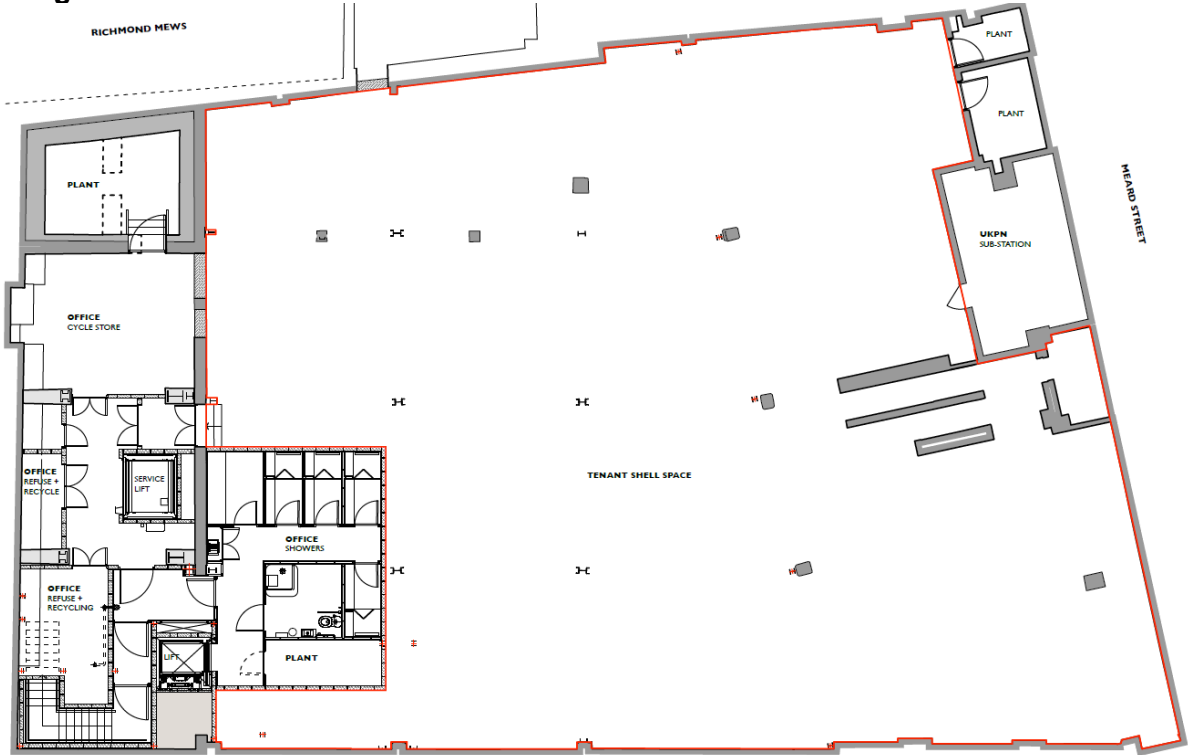 RICHMOND MEWS
PLANT
PLANT
MEARD STREET
PLANT
UKPN
SUB-STATION
OFFICE
CYCLE STORE
OFFICE
REFUSE +
RECYCLE
SERVICE
LIFT
TENANT SHELL SPACE
OFFICE
SHOWERS
OFFICE
REFUSE +
RECYCLING
LIFT
PLANT